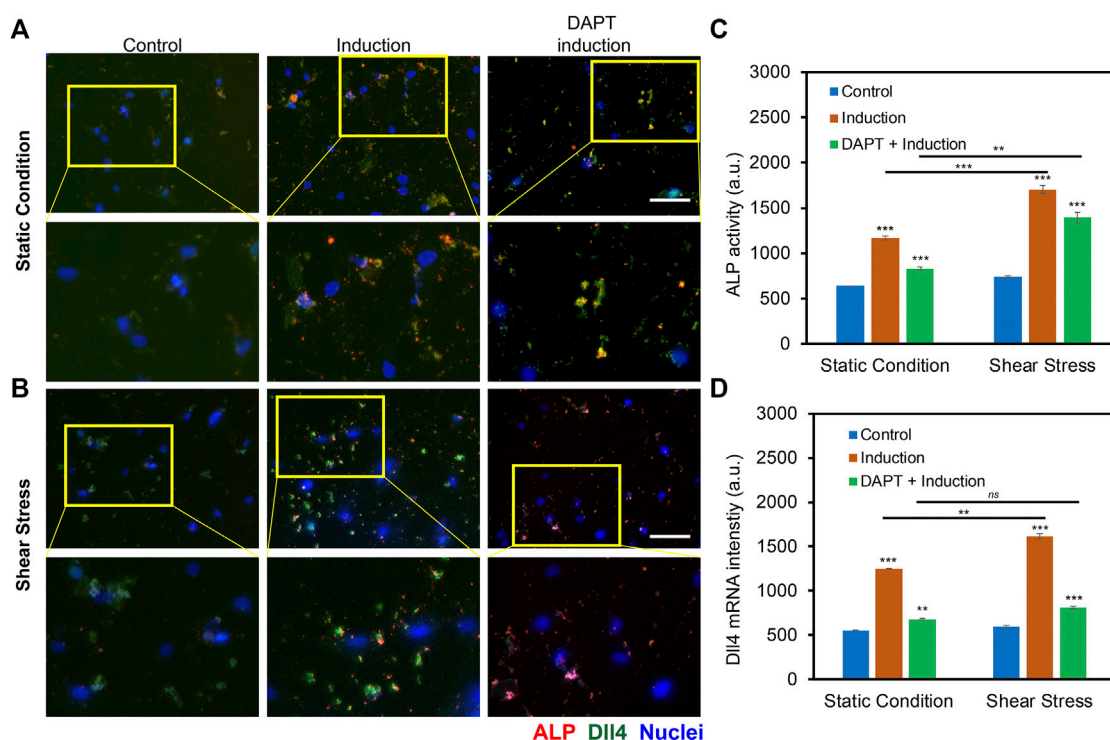 A
Control
Induction
DAPT
induction
Static Condition
B
Shear Stress
ALP Dll4 Nuclei
C
3000
2500
2000
1500
1000
500
0
ALP activity (a.u.)
Control
Induction
DAPT + Induction
**
***
***
***
***
***
Static Condition
Shear Stress
D
3000
2500
2000
1500
1000
500
0
Dll4 mRNA intenstiy (a.u.)
Control
Induction
DAPT + Induction
ns
**
***
***
**
***
Static Condition
Shear Stress